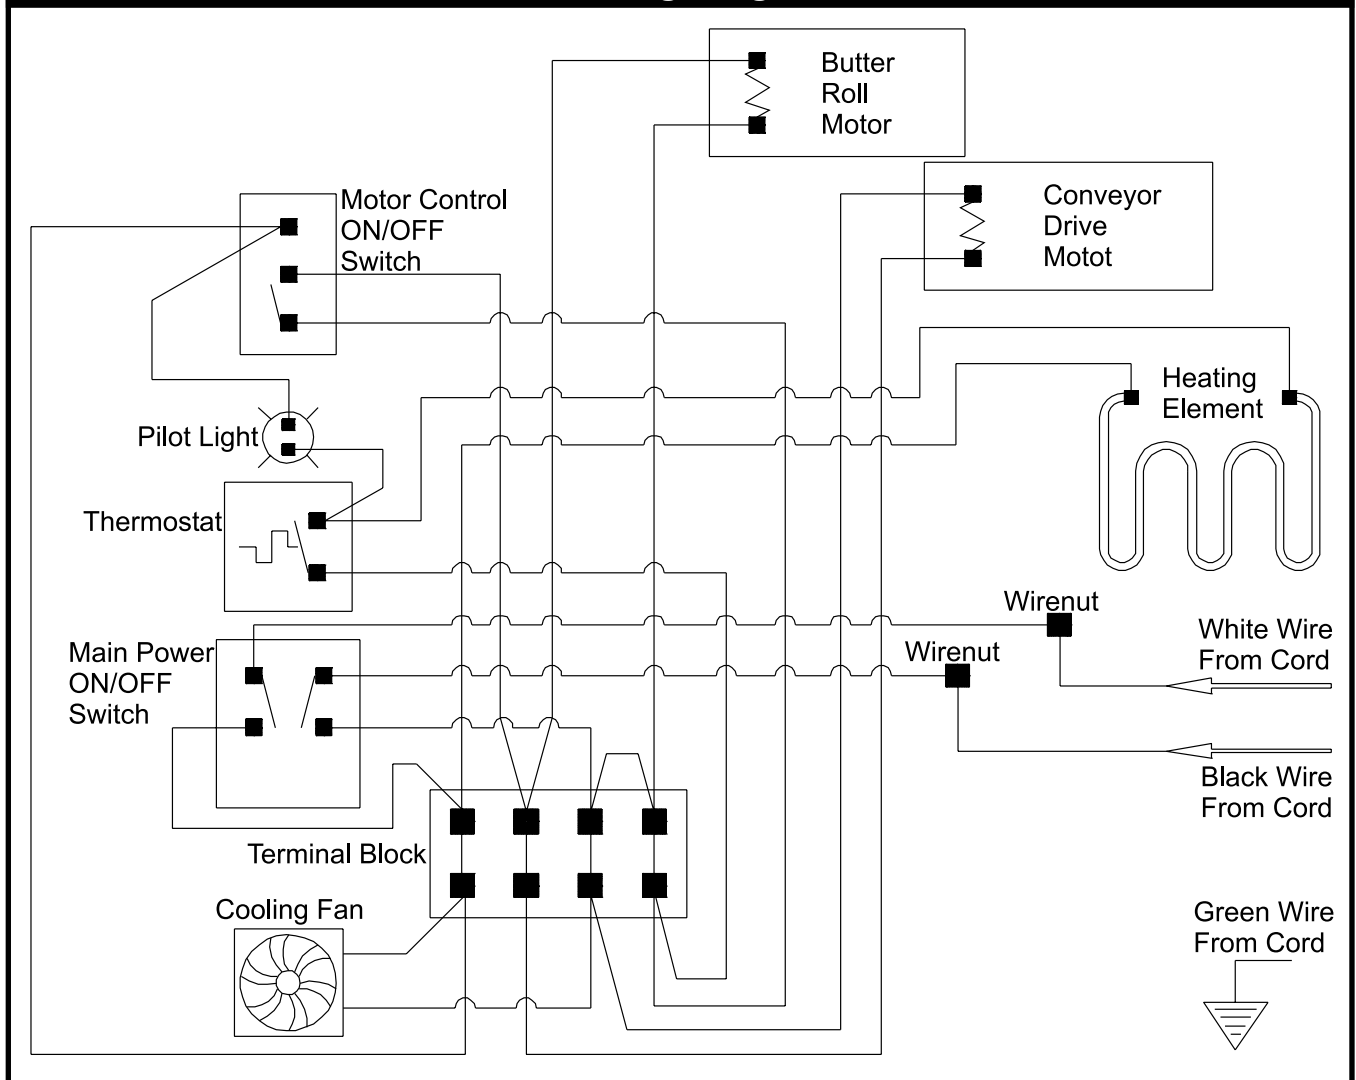 Butter
Roll
Motor
Conveyor
Drive
Motot
Motor Control
ON/OFF
Switch
Heating
Element
Pilot Light
Thermostat
Wirenut
White Wire
From Cord
Main Power
ON/OFF
Switch
Wirenut
Black Wire
From Cord
Terminal Block
Cooling Fan
Green Wire
From Cord